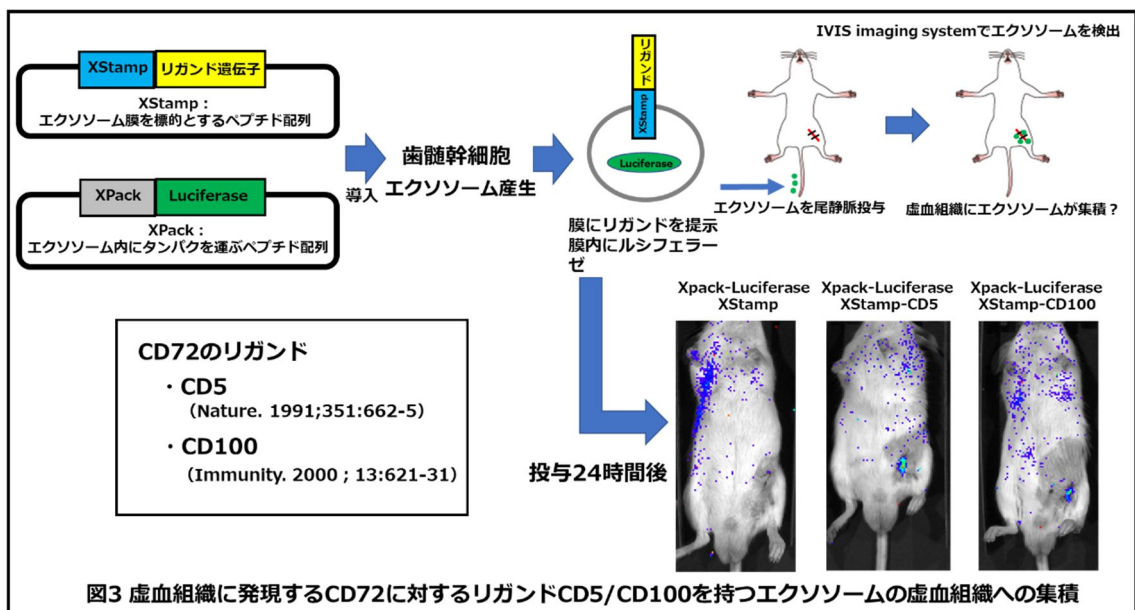 XStamp リガンド遺伝子
XStamp：
エクソソーム膜を標的とするペプチド配列
XPack Luciferase
XPack：
エクソソーム内にタンパクを運ぶペプチド配列
導入
歯髄幹細胞
エクソソーム産生
リガンド
XStamp
Luciferase
膜にリガンドを提示
膜内にルシフェラー
ゼ
IVIS imaging systemでエクソソームを検出
エクソソームを尾静脈投与
虚血組織にエクソソームが集積？
CD72のリガンド
・CD5
（Nature. 1991;351:662-5）
・CD100
（Immunity. 2000 ; 13:621-31）
投与24時間後
Xpack-Luciferase
XStamp
Xpack-Luciferase
XStamp-CD5
Xpack-Luciferase
XStamp-CD100
図3 虚血組織に発現するCD72に対するリガンドCD5/CD100を持つエクソソームの虚血組織への集積